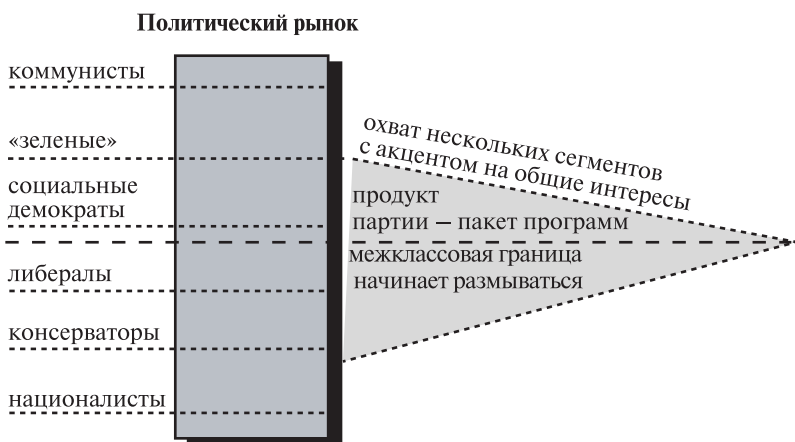 Политический рынок
коммунисты
«зеленые»
социальные
демократы
либералы
консерваторы
националисты
охват нескольких сегментов
с акцентом на общие интересы
продукт
партии – пакет программ
межклассовая граница
начинает размываться